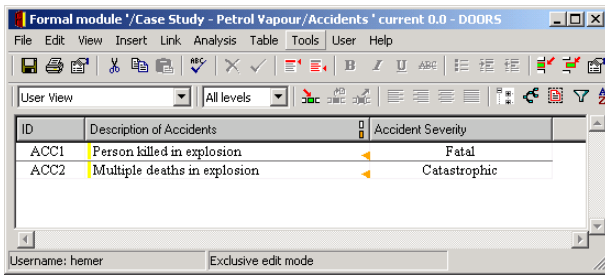 Formal module '/Case Study - Petrol Vapour/Accidents ' current 0.0 - DOORS
File Edit View Insert Link Analysis Table Tools User Help
ABC B I U ABC
User View All levels
ID Description of Accidents Accident Severity
ACC1 Person killed in explosion Fatal
ACC2 Multiple deaths in explosion Catastrophic
Username: hemer Exclusive edit mode